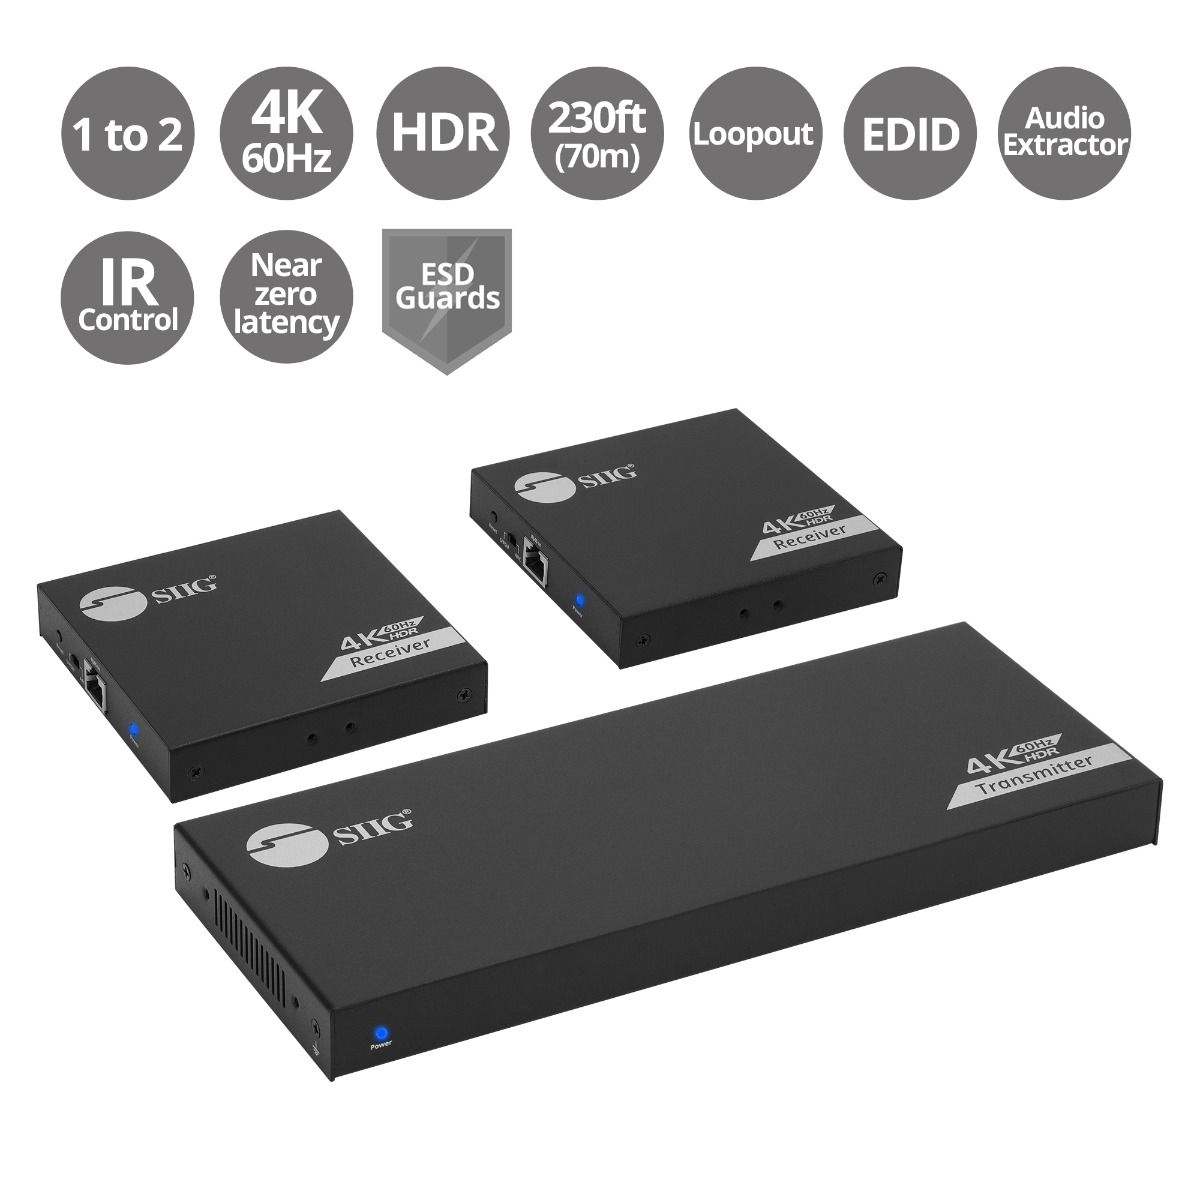 1 to 2
4K
60Hz
HDR
230ft
(70m)
Loopout
EDID
Audio
Extractor
IR
Control
Near
zero
latency
ESD
Guards
SIIG®
4K 60Hz
HDR
Receiver
SIIG®
4K 60Hz
HDR
Receiver
Power
SIIG®
4K 60Hz
HDR
Transmitter
Power